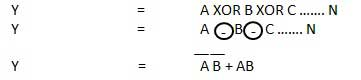 Y = A XOR B XOR C ....... N
Y = A ⊖ B ⊖ C ....... N
Y = A̅ B̅ + AB